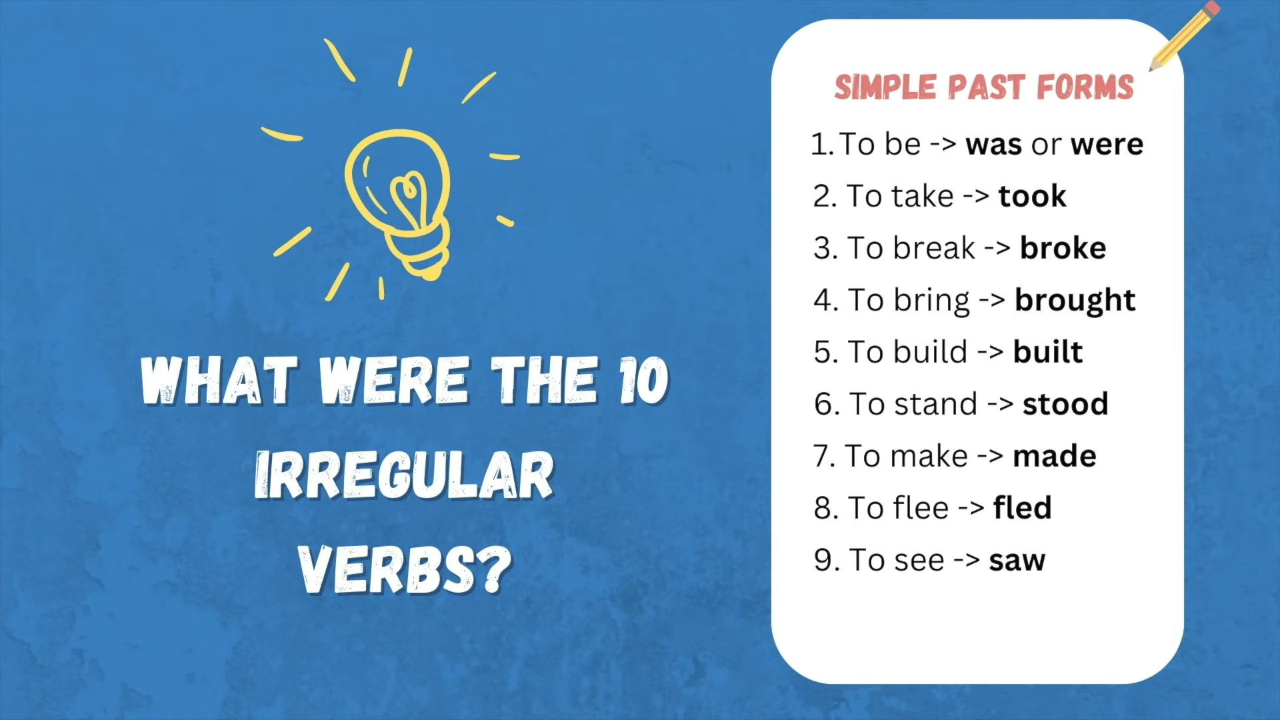 WHAT WERE THE 10
IRREGULAR
VERBS?
SIMPLE PAST FORMS
1. To be -> was or were
2. To take -> took
3. To break -> broke
4. To bring -> brought
5. To build -> built
6. To stand -> stood
7. To make -> made
8. To flee -> fled
9. To see -> saw